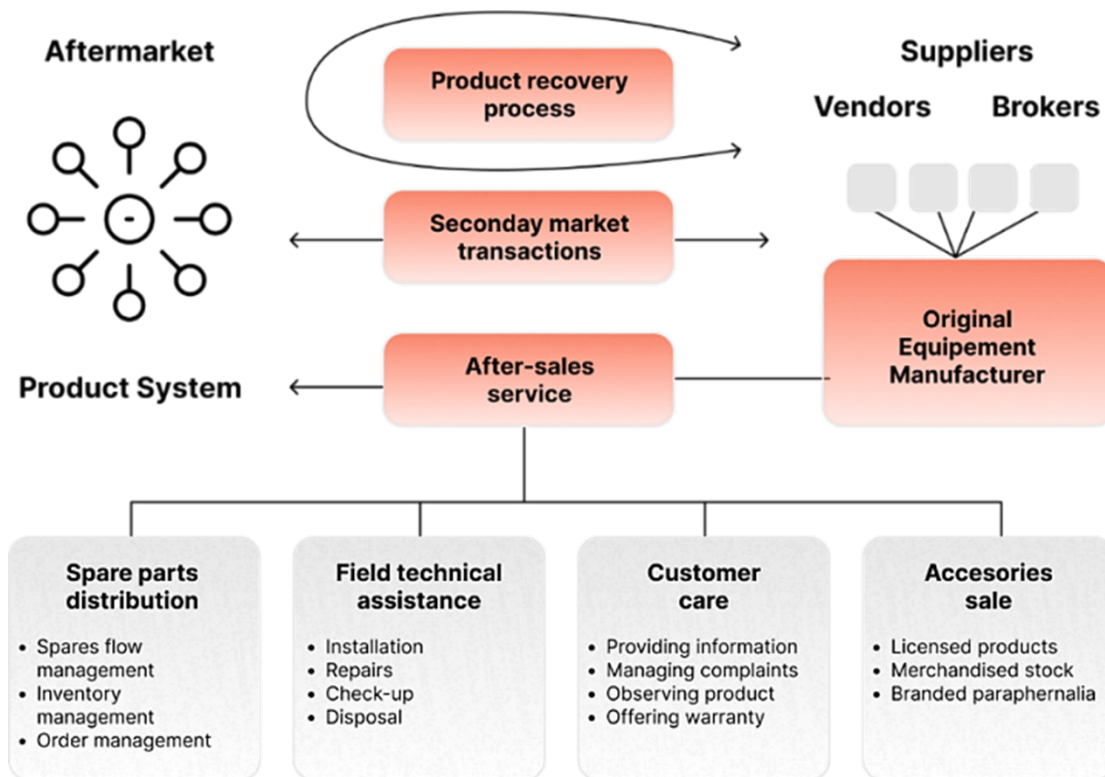 Aftermarket
Product recovery
process
Suppliers
Vendors
Brokers
Seconday market
transactions
Original
Equipement
Manufacturer
After-sales
service
Product System
Spare parts
distribution
• Spares flow
management
• Inventory
management
• Order management
Field technical
assistance
• Installation
• Repairs
• Check-up
• Disposal
Customer
care
• Providing information
• Managing complaints
• Observing product
• Offering warranty
Accesories
sale
• Licensed products
• Merchandised stock
• Branded paraphernalia